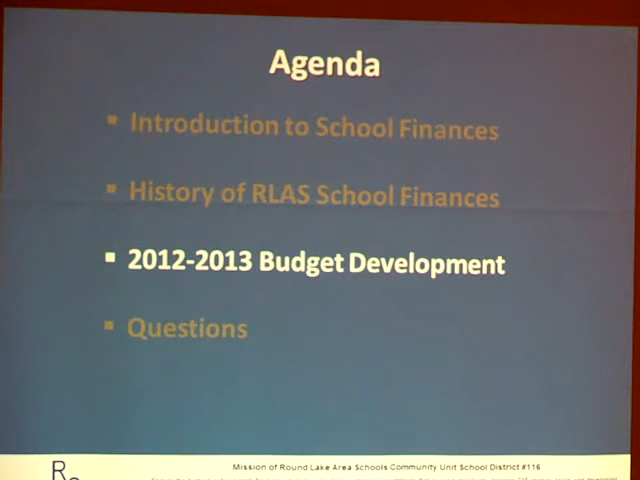 Agenda
▪ Introduction to School Finances
▪ History of RLAS School Finances
▪ 2012-2013 Budget Development
▪ Questions
Mission of Round Lake Area Schools Community Unit School District #116
R